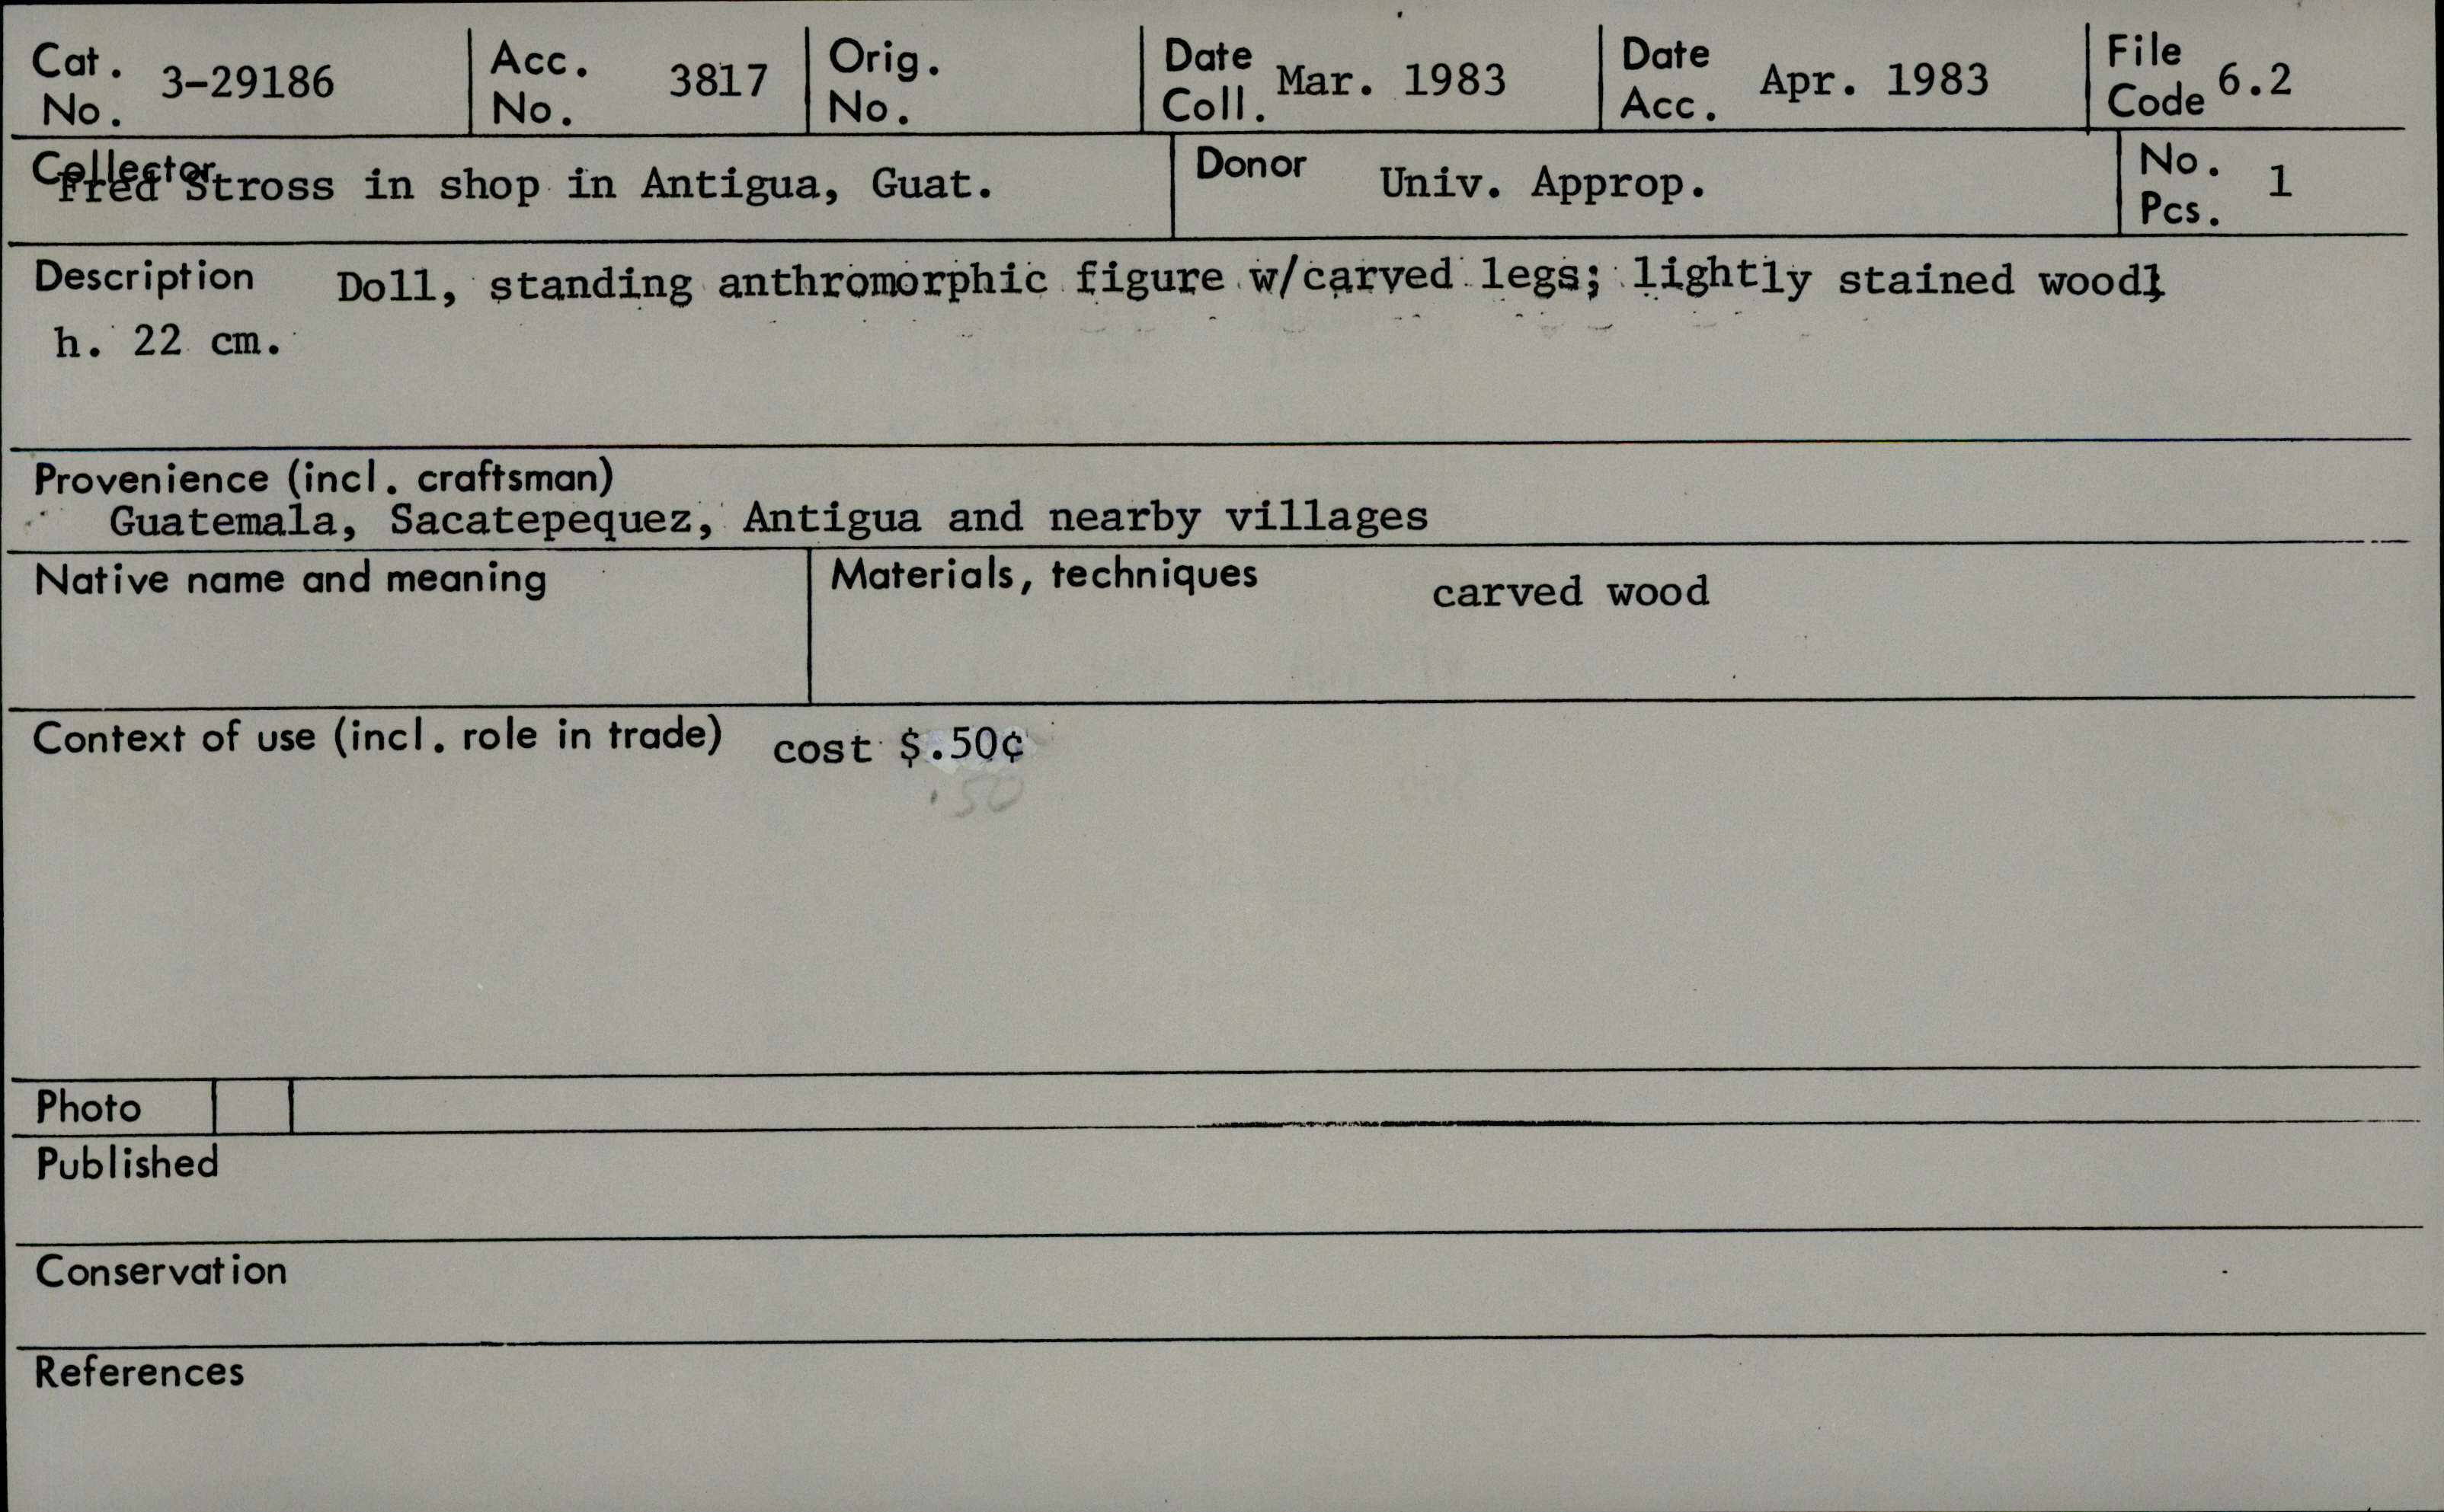 Cat. No. 3-29186 Acc. No. 3817 Orig. No. Date Coll. Mar. 1983 Date Acc. Apr. 1983 File Code 6.2
Collector Fred Stross in shop in Antigua, Guat. Donor Univ. Approp. No. Pcs. 1
Description Doll, standing anthromorphic figure w/carved legs; lightly stained wood;
h. 22 cm.
Provenience (incl. craftsman)
Guatemala, Sacatepequez, Antigua and nearby villages
Native name and meaning Materials, techniques carved wood
Context of use (incl. role in trade) cost $.50¢
.50
Photo
Published
Conservation
References